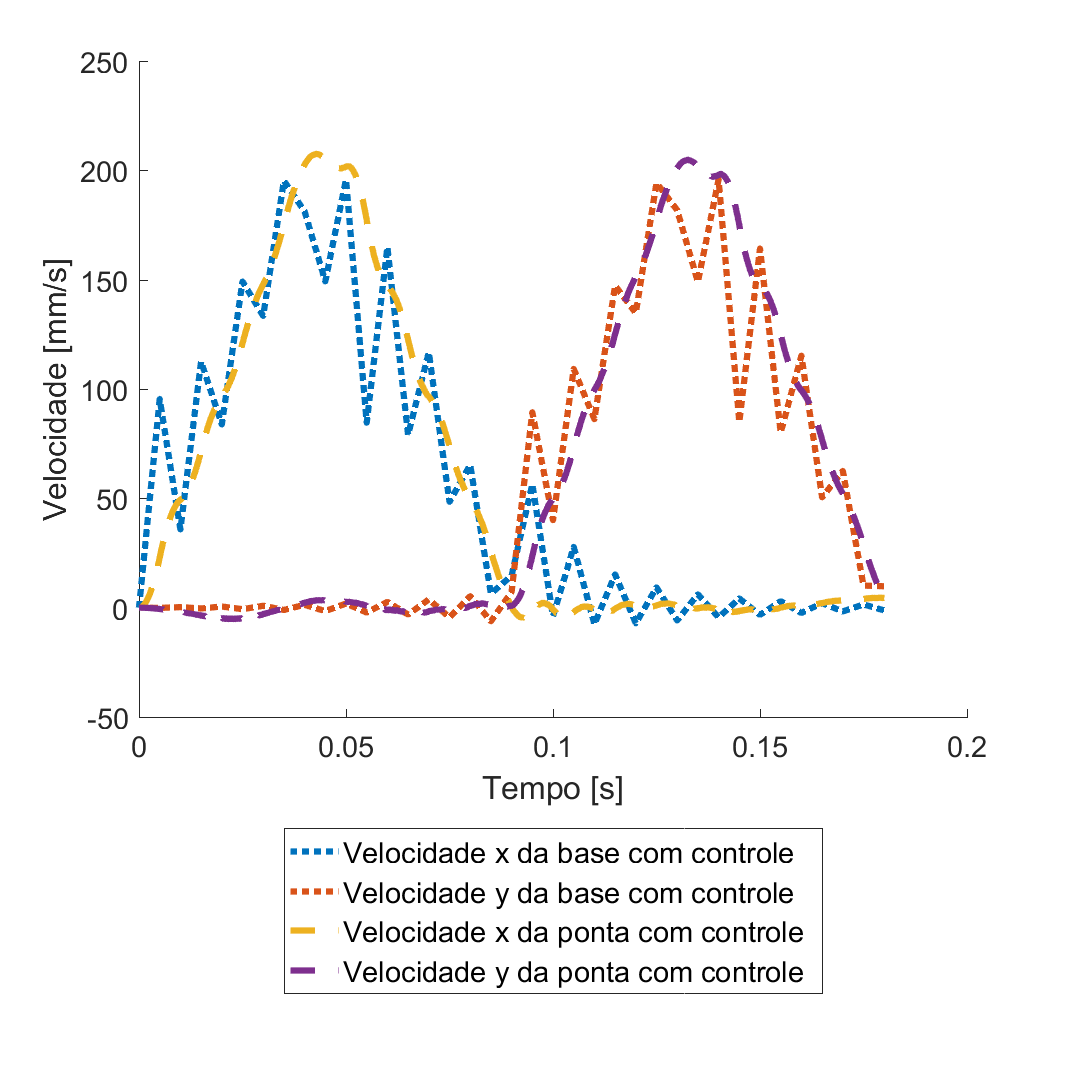 250
200
150
100
50
0
-50
Velocidade [mm/s]
0 0.05 0.1 0.15 0.2
Tempo [s]
Velocidade x da base com controle
Velocidade y da base com controle
Velocidade x da ponta com controle
Velocidade y da ponta com controle